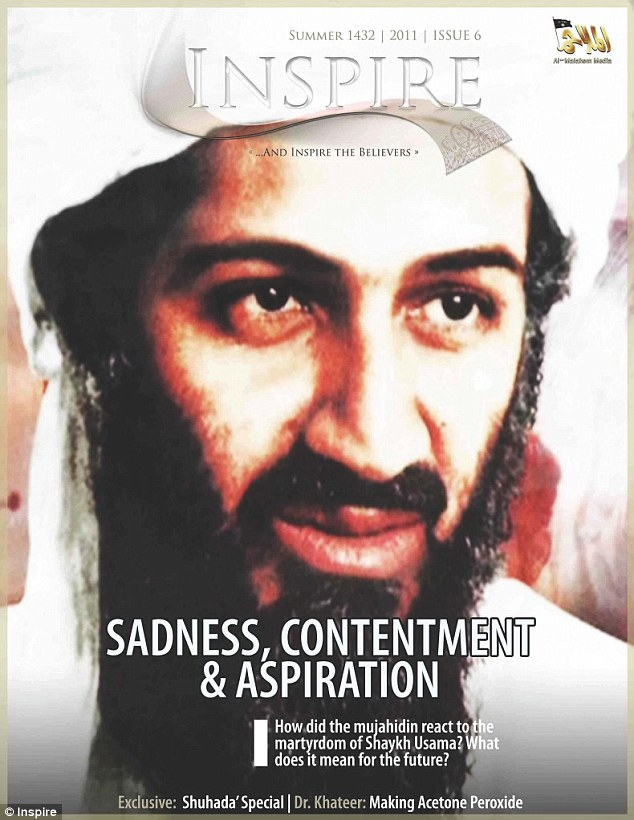 SUMMER 1432 | 2011 | ISSUE 6
INSPIRE
«...AND INSPIRE THE BELIEVERS »
الملاحم
Al-Malahem Media
SADNESS, CONTENTMENT
& ASPIRATION
How did the mujahidin react to the
martyrdom of Shaykh Usama? What
does it mean for the future?
Exclusive: Shuhada' Special | Dr. Khateer: Making Acetone Peroxide
© Inspire